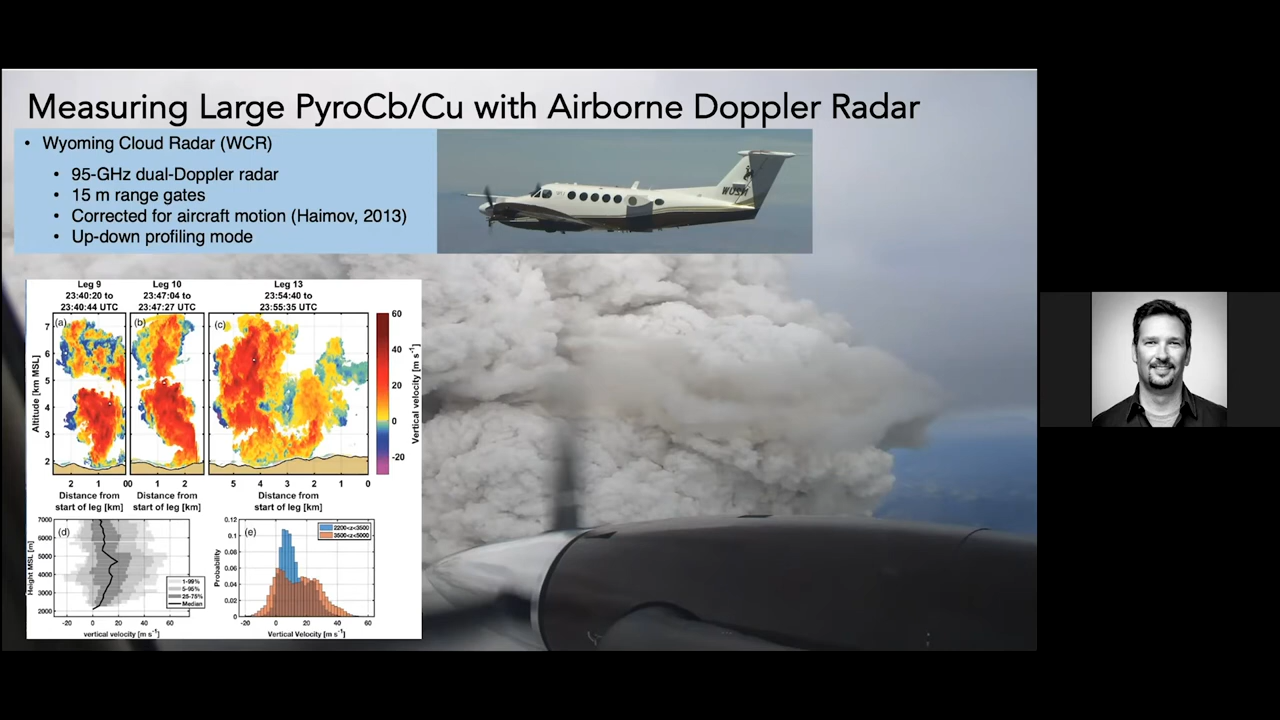 Measuring Large PyroCb/Cu with Airborne Doppler Radar
• Wyoming Cloud Radar (WCR)
• 95-GHz dual-Doppler radar
• 15 m range gates
• Corrected for aircraft motion (Haimov, 2013)
• Up-down profiling mode
Leg 9
23:40:20 to
23:40:44 UTC
Leg 10
23:47:04 to
23:47:27 UTC
Leg 13
23:54:40 to
23:55:35 UTC
(a)
(b)
(c)
Altitude [km MSL]
7
6
5
4
3
2
2 1 0
0 1 2
5 4 3 2 1 0
Distance from
start of leg [km]
Distance from
start of leg [km]
Distance from
start of leg [km]
60
40
20
0
-20
Vertical velocity [m s-1]
(d)
Height MSL [m]
7000
6000
5000
4000
3000
2000
-20 0 20 40 60
vertical velocity [m s-1]
1-99%
5-95%
25-75%
Median
(e)
Probability
0.12
0.1
0.08
0.06
0.04
0.02
0
-20 0 20 40 60
Vertical Velocity [m s-1]
2200<z<3500
3500<z<5000